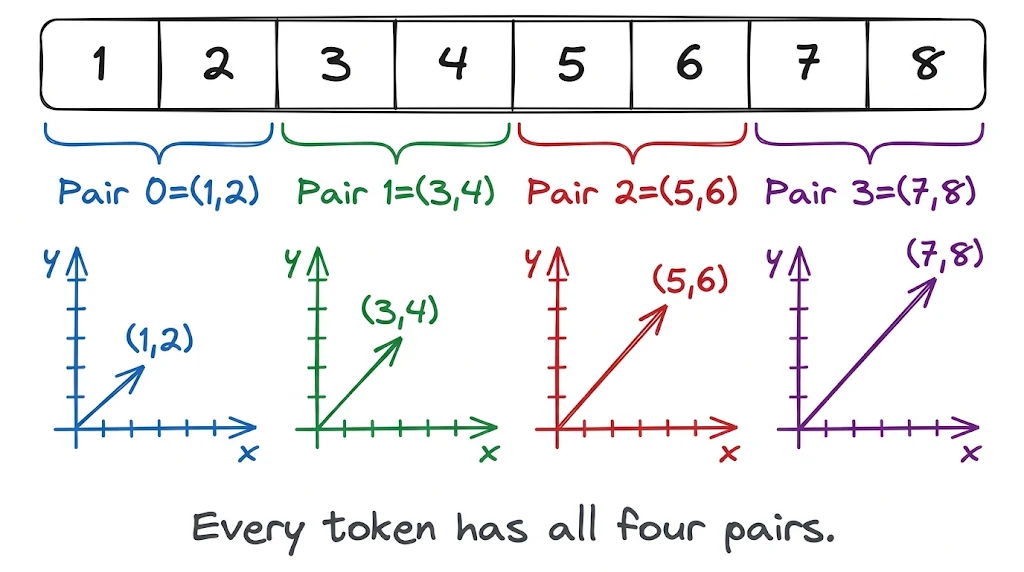 1 2 3 4 5 6 7 8
Pair 0=(1,2) Pair 1=(3,4) Pair 2=(5,6) Pair 3=(7,8)
y (1,2) x
y (3,4) x
y (5,6) x
y (7,8) x
Every token has all four pairs.